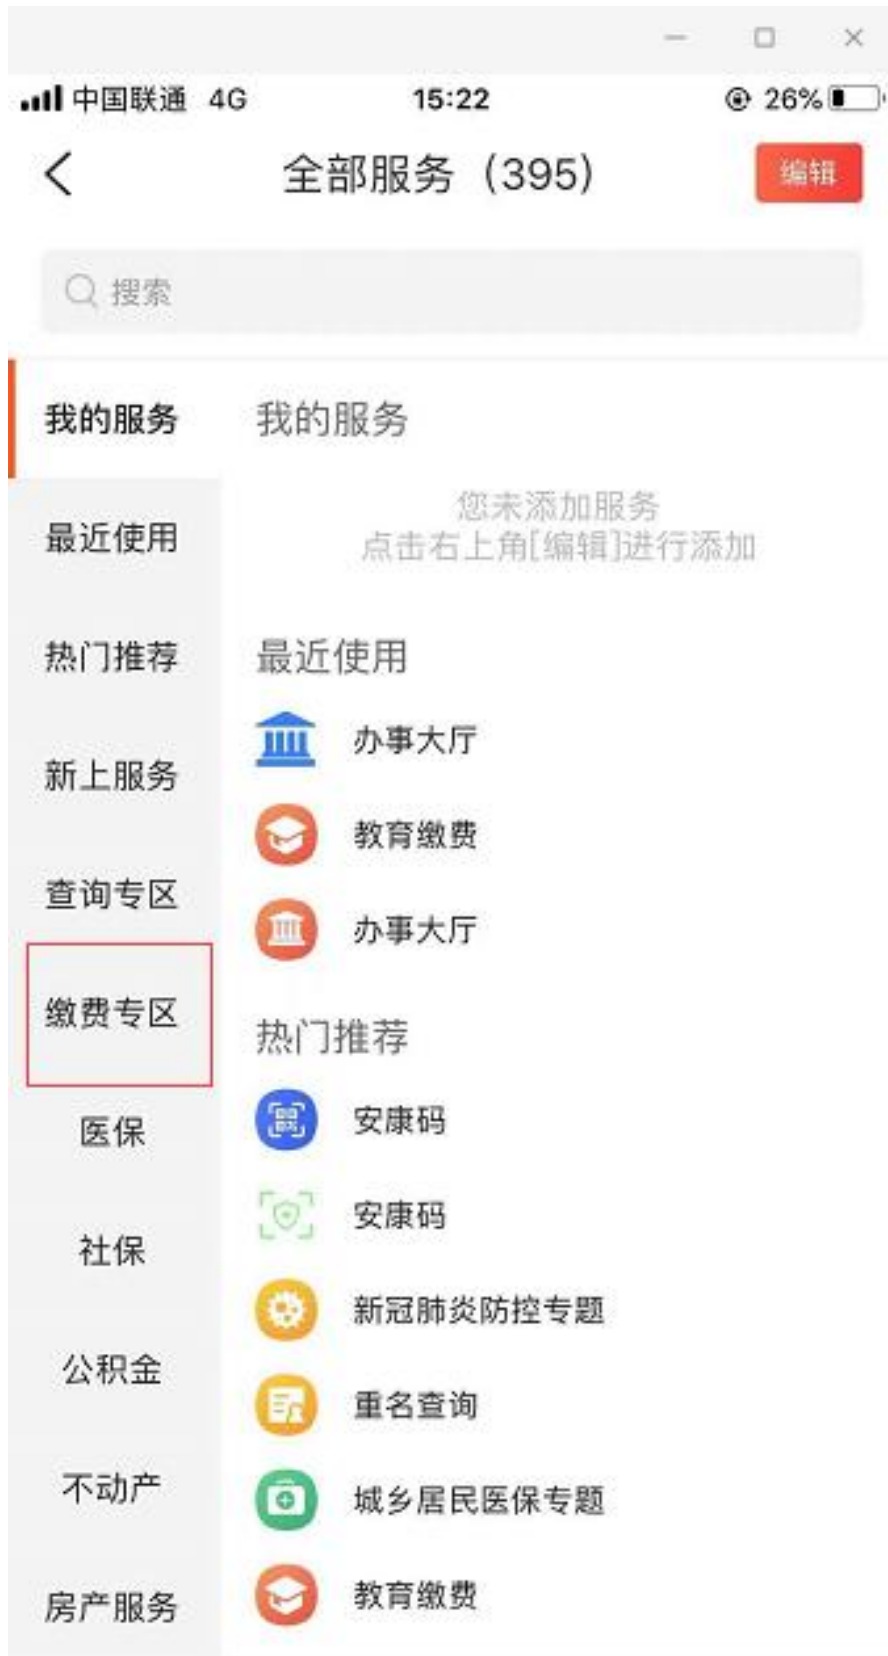 中国联通 4G 15:22 26%
全部服务（395） 编辑
搜索
我的服务
最近使用
热门推荐
新上服务
查询专区
缴费专区
医保
社保
公积金
不动产
房产服务
我的服务
您未添加服务
点击右上角[编辑]进行添加
最近使用
办事大厅
教育缴费
办事大厅
热门推荐
安康码
安康码
新冠肺炎防控专题
重名查询
城乡居民医保专题
教育缴费